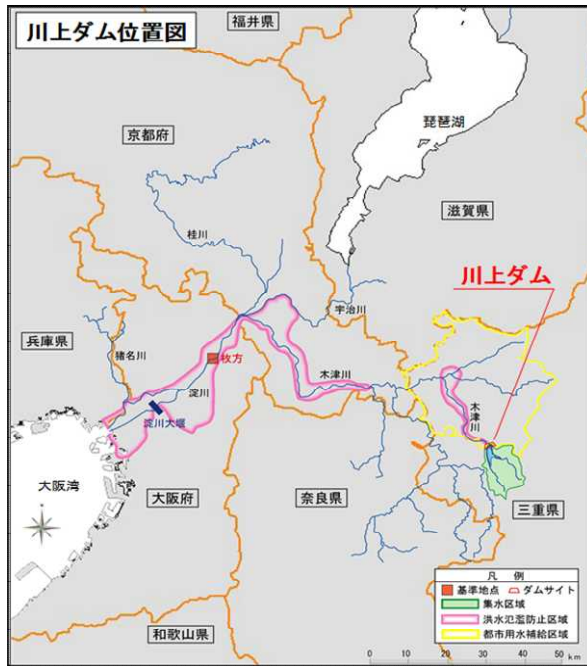 川上ダム位置図
福井県
京都府
琵琶湖
滋賀県
桂川
川上ダム
宇治川
兵庫県
猪名川
枚方
木津川
淀川
木津川
淀川大堰
大阪湾
大阪府
奈良県
三重県
和歌山県
凡 例
基準地点 ダムサイト
集水区域
洪水氾濫防止区域
都市用水補給区域
0 10 20 30 40 50 km